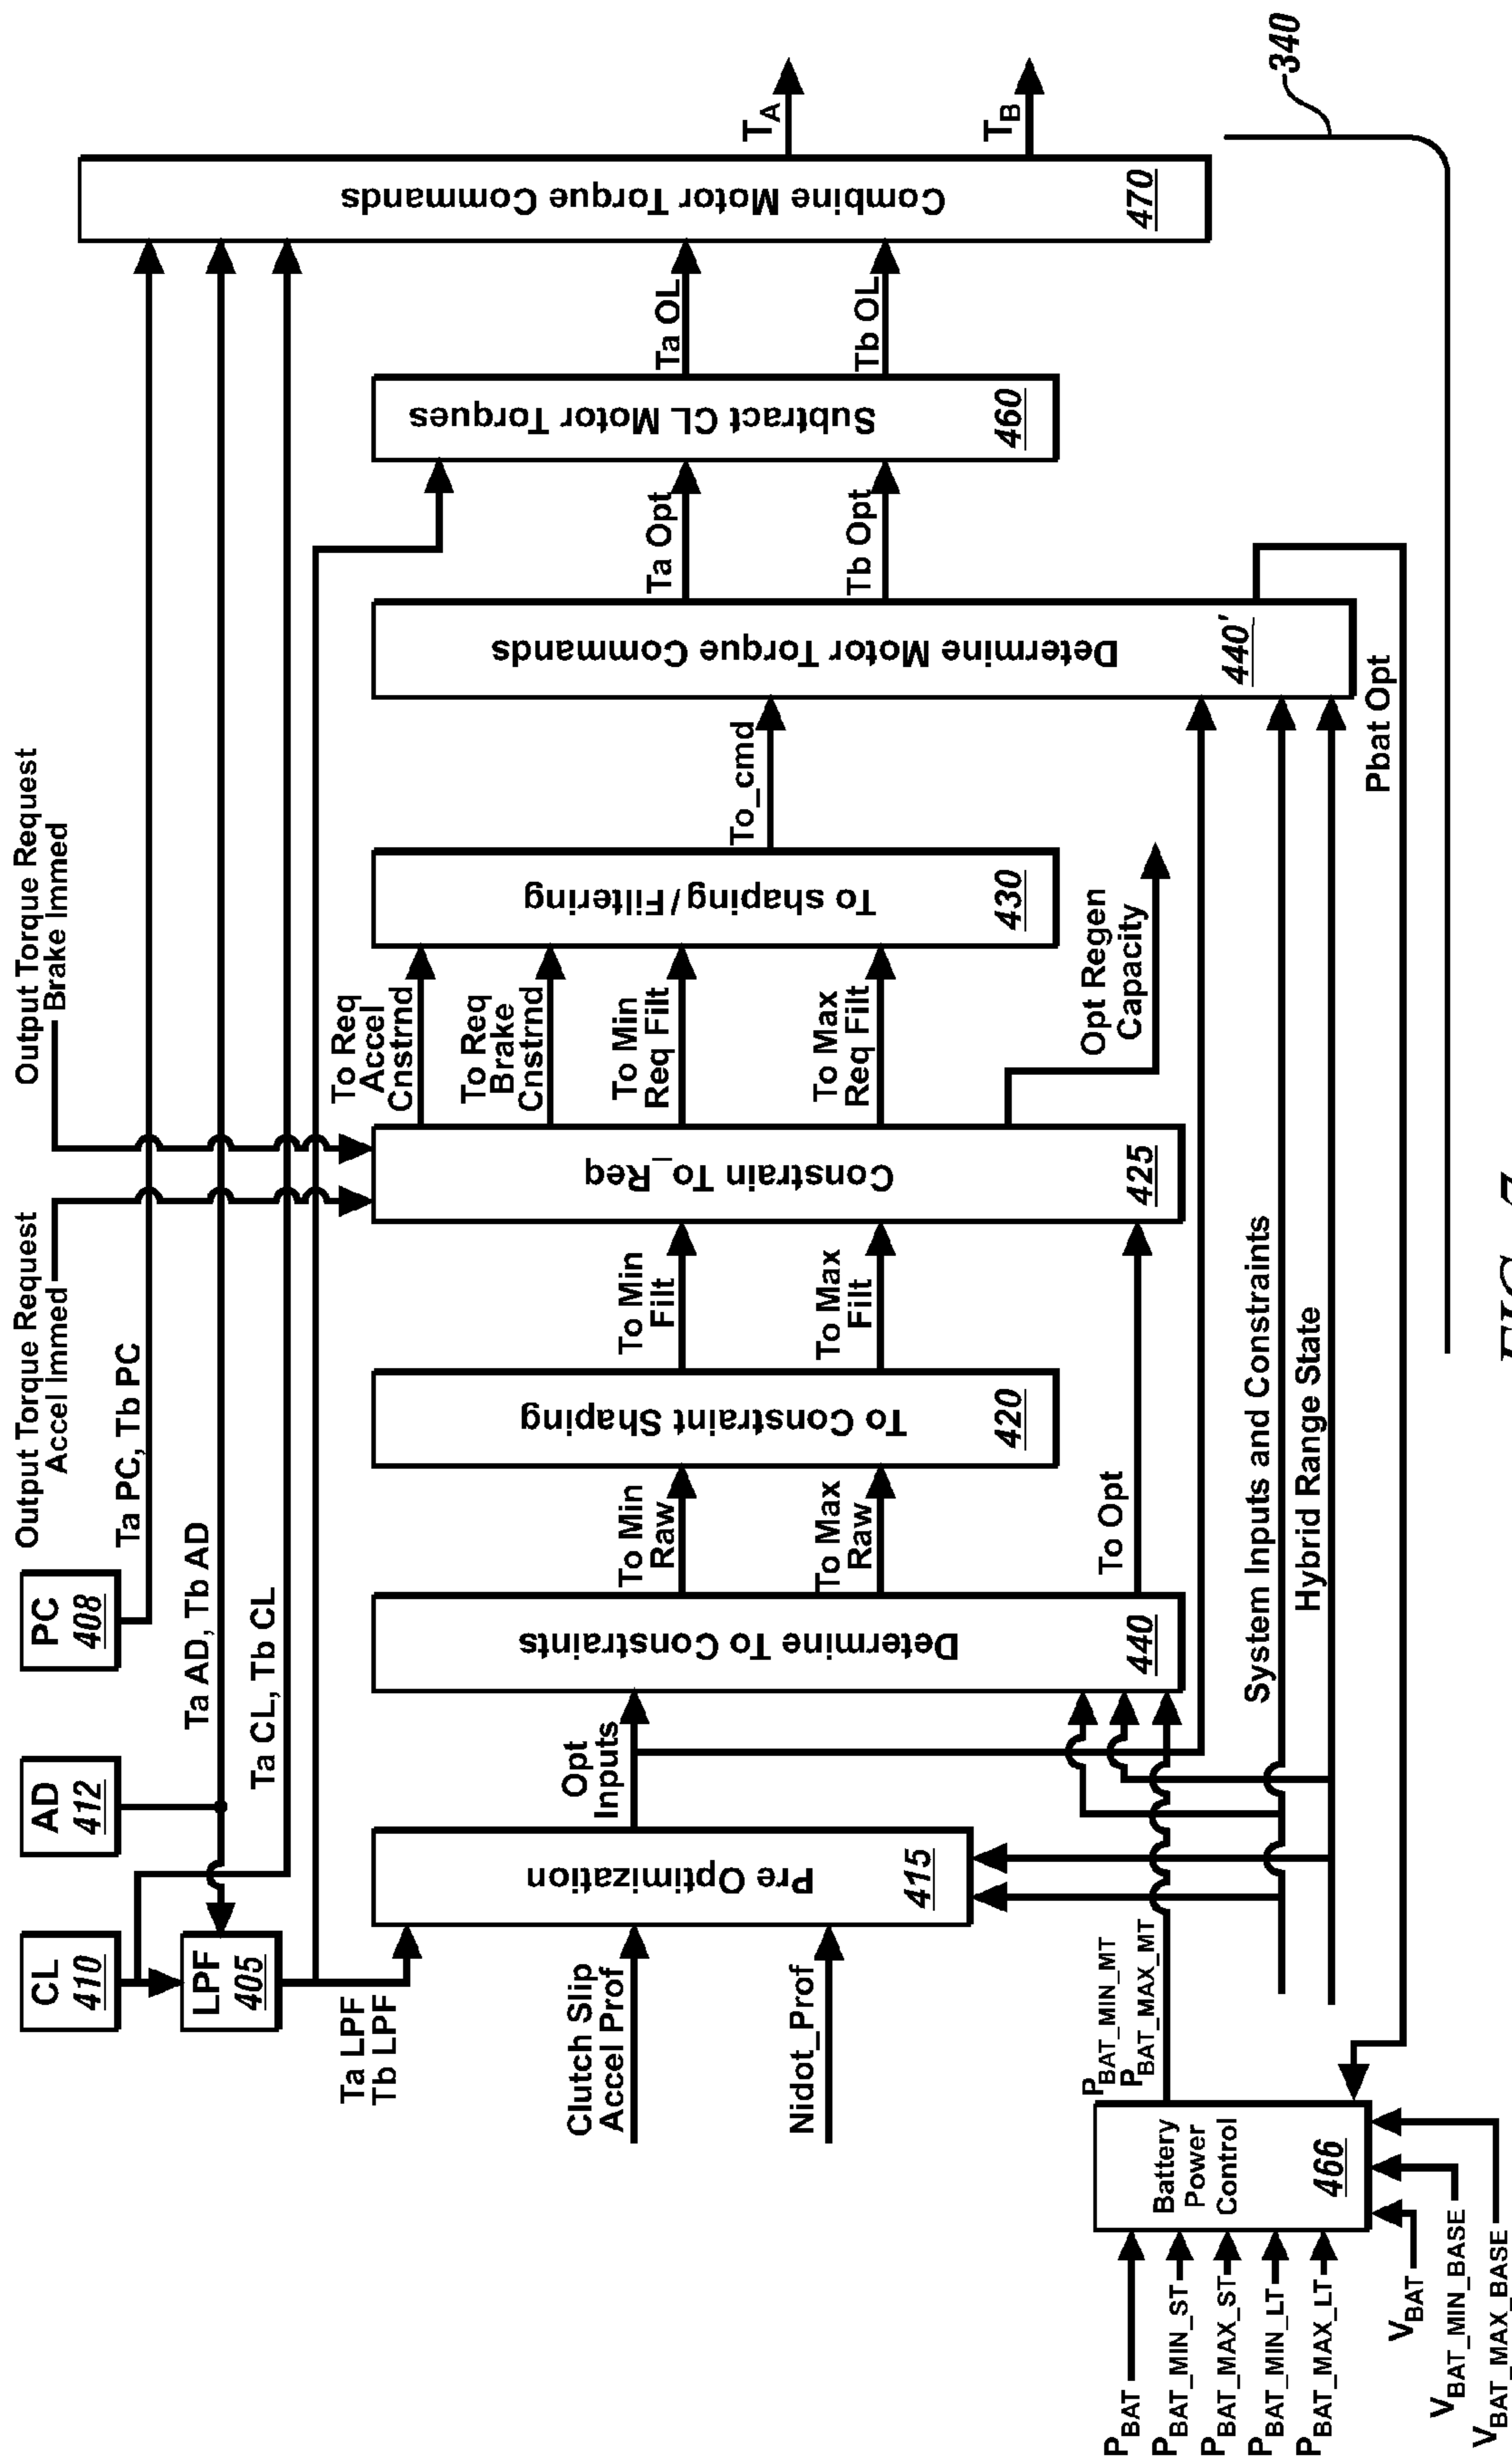 Output Torque Request
Brake Immed
Output Torque Request
Accel Immed
PC
408
Ta PC, Tb PC
AD
412
Ta AD, Tb AD
CL
410
Ta CL, Tb CL
LPF
405
Ta LPF
Tb LPF
Clutch Slip
Accel Prof
Nidot_Prof
Pre Optimization
415
Opt
Inputs
Determine To Constraints
440
To Min
Raw
To Max
Raw
To Opt
To Constraint Shaping
420
To Min
Filt
To Max
Filt
Constrain To_Req
425
To Req
Accel
Cnstrnd
To Req
Brake
Cnstrnd
To Min
Req Filt
To Max
Req Filt
Opt Regen
Capacity
To shaping/Filtering
430
To_cmd
Determine Motor Torque Commands
440'
Ta Opt
Tb Opt
Pbat Opt
Subtract CL Motor Torques
460
Ta OL
Tb OL
Combine Motor Torque Commands
470
TA
TB
340
System Inputs and Constraints
Hybrid Range State
PBAT_MIN_MT
PBAT_MAX_MT
Battery
Power
Control
466
PBAT
PBAT_MIN_ST
PBAT_MAX_ST
PBAT_MIN_LT
PBAT_MAX_LT
VBAT
VBAT_MIN_BASE
VBAT_MAX_BASE